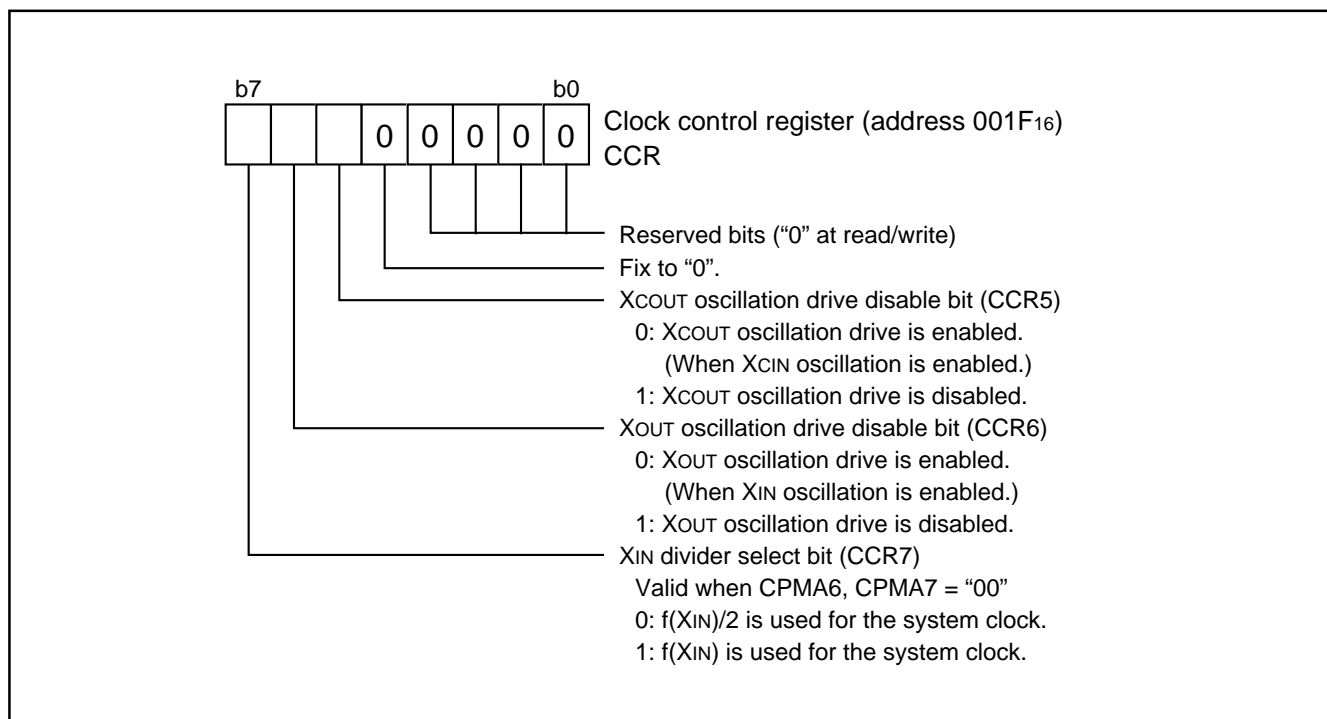 b7 b0
0 0 0 0 0
Clock control register (address 001F16)
CCR
Reserved bits (“0” at read/write)
Fix to “0”.
XCOUT oscillation drive disable bit (CCR5)
0: XCOUT oscillation drive is enabled.
(When XCIN oscillation is enabled.)
1: XCOUT oscillation drive is disabled.
XOUT oscillation drive disable bit (CCR6)
0: XOUT oscillation drive is enabled.
(When XIN oscillation is enabled.)
1: XOUT oscillation drive is disabled.
XIN divider select bit (CCR7)
Valid when CPMA6, CPMA7 = “00”
0: f(XIN)/2 is used for the system clock.
1: f(XIN) is used for the system clock.